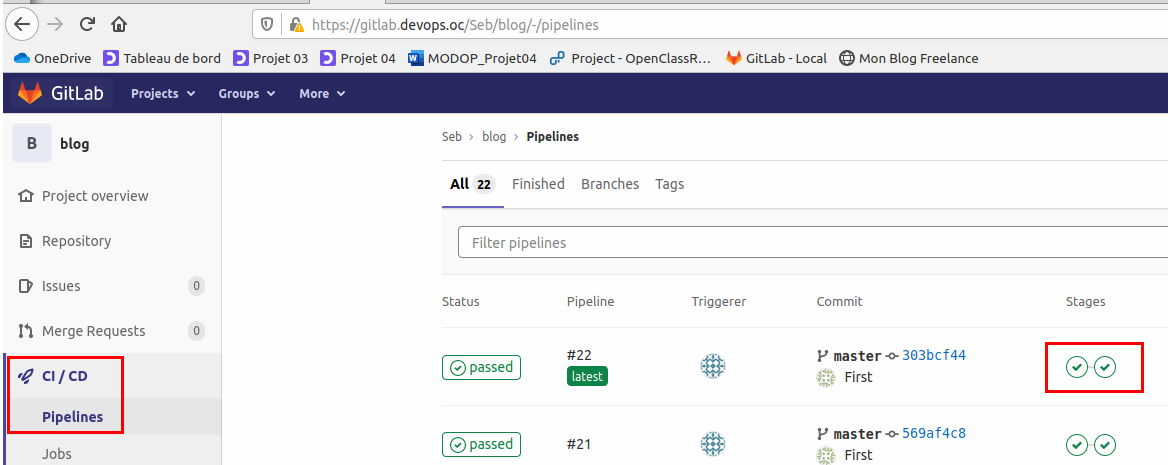 https://gitlab.devops.oc/Seb/blog/-/pipelines
OneDrive Tableau de bord Projet 03 Projet 04 MODOP_Projet04 Project - OpenClassR... GitLab - Local Mon Blog Freelance
GitLab Projects Groups More
B blog
Project overview
Repository
Issues 0
Merge Requests 0
CI / CD
Pipelines
Jobs
Seb > blog > Pipelines
All 22 Finished Branches Tags
Filter pipelines
Status Pipeline Triggerer Commit Stages
passed #22 master 303bcf44
latest First
passed #21 master 569af4c8
First